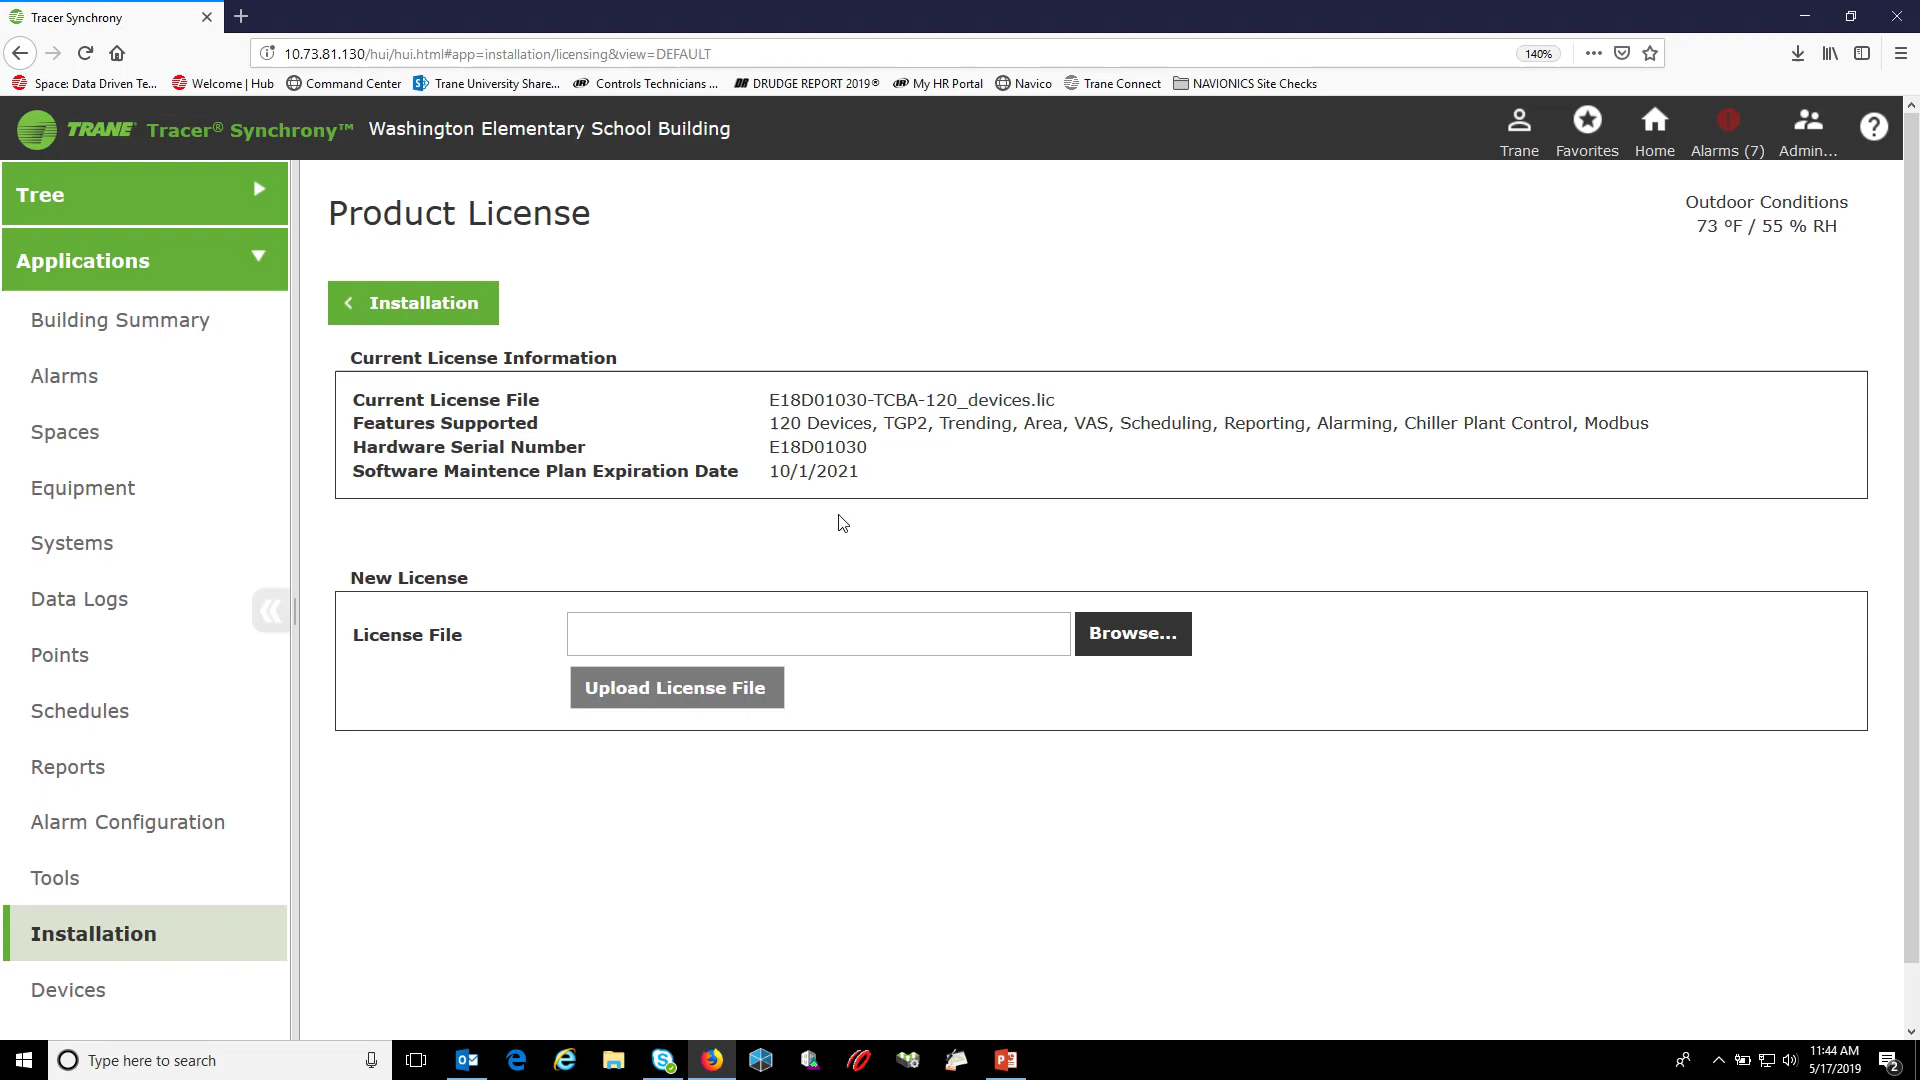 Tracer Synchrony
10.73.81.130/hui/hui.html#app=installation/licensing&view=DEFAULT
140%
Space: Data Driven Te...
Welcome | Hub
Command Center
Trane University Share...
Controls Technicians ...
DRUDGE REPORT 2019®
My HR Portal
Navico
Trane Connect
NAVIONICS Site Checks
TRANE Tracer® Synchrony™ Washington Elementary School Building
Trane
Favorites
Home
Alarms (7)
Admin...
Tree
Applications
Building Summary
Alarms
Spaces
Equipment
Systems
Data Logs
Points
Schedules
Reports
Alarm Configuration
Tools
Installation
Devices
Product License
Outdoor Conditions
73 ºF / 55 % RH
Installation
Current License Information
Current License File E18D01030-TCBA-120_devices.lic
Features Supported 120 Devices, TGP2, Trending, Area, VAS, Scheduling, Reporting, Alarming, Chiller Plant Control, Modbus
Hardware Serial Number E18D01030
Software Maintence Plan Expiration Date 10/1/2021
New License
License File
Browse...
Upload License File
Type here to search
11:44 AM
5/17/2019
2